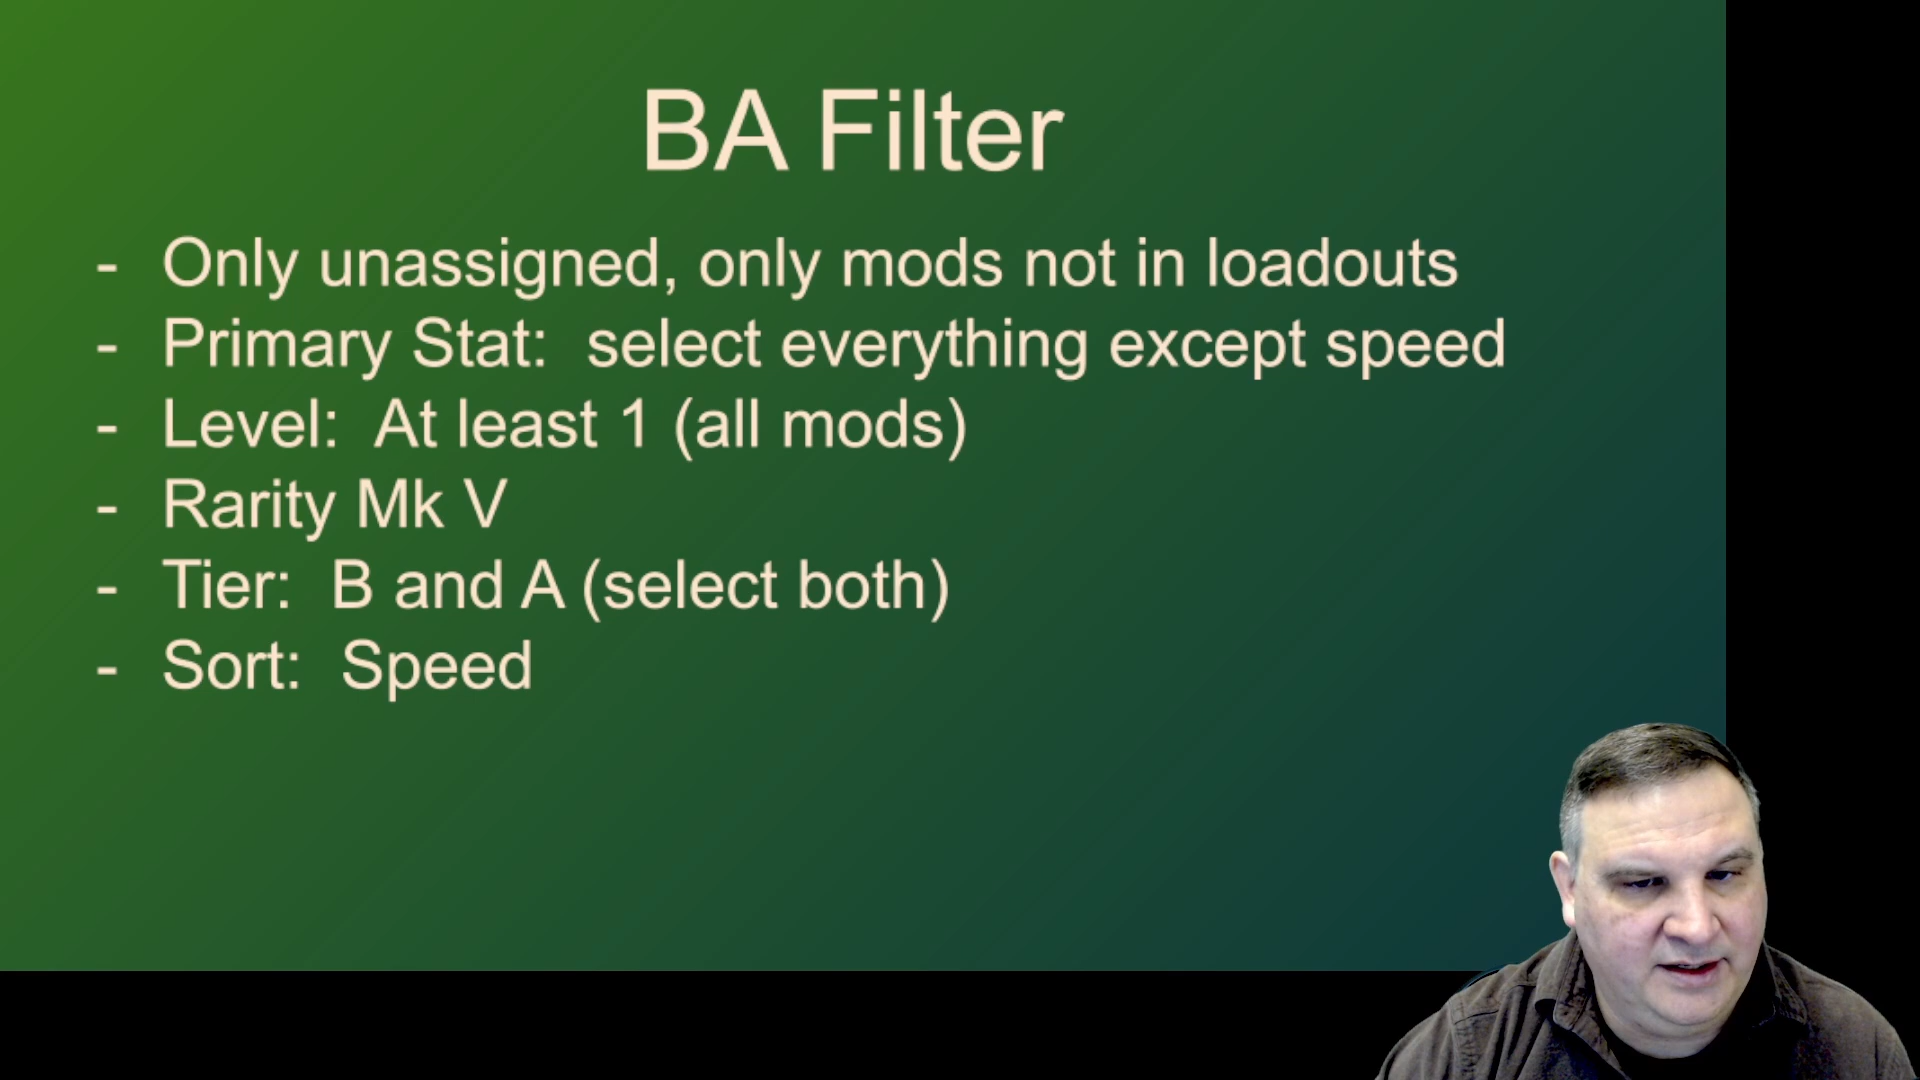 BA Filter
- Only unassigned, only mods not in loadouts
- Primary Stat:  select everything except speed
- Level:  At least 1 (all mods)
- Rarity Mk V
- Tier:  B and A (select both)
- Sort:  Speed